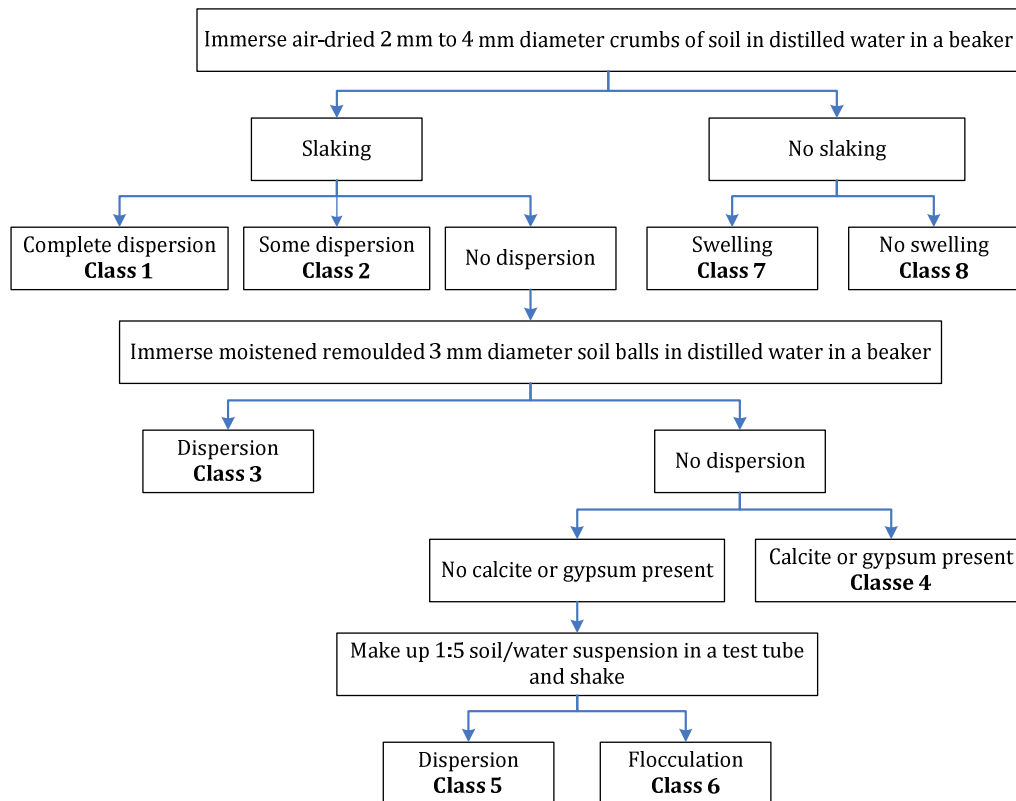 Immerse air-dried 2 mm to 4 mm diameter crumbs of soil in distilled water in a beaker
Slaking
No slaking
Complete dispersion
Class 1
Some dispersion
Class 2
No dispersion
Swelling
Class 7
No swelling
Class 8
Immerse moistened remoulded 3 mm diameter soil balls in distilled water in a beaker
Dispersion
Class 3
No dispersion
No calcite or gypsum present
Calcite or gypsum present
Classe 4
Make up 1:5 soil/water suspension in a test tube
and shake
Dispersion
Class 5
Flocculation
Class 6